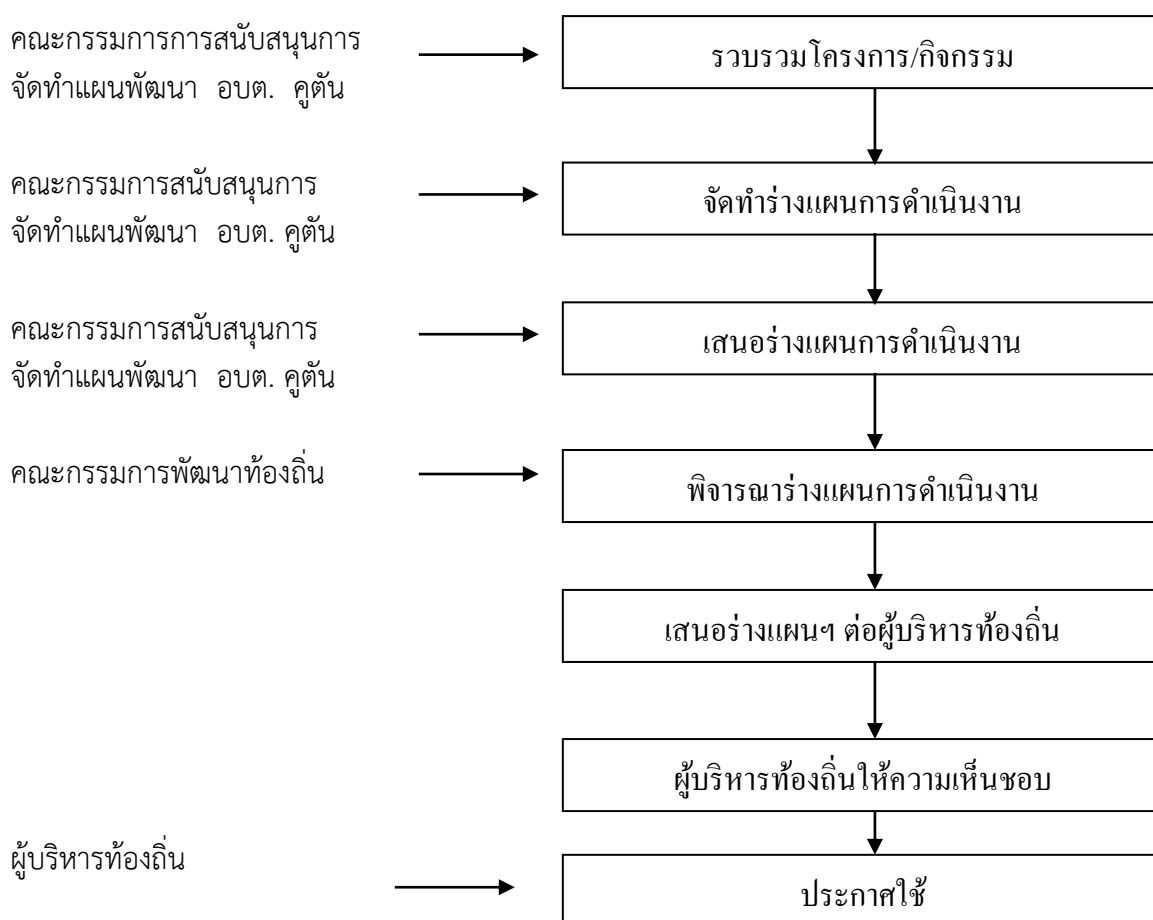 คณะกรรมการการสนับสนุนการ
จัดทำแผนพัฒนา อบต. คูตัน
รวบรวมโครงการ/กิจกรรม
คณะกรรมการสนับสนุนการ
จัดทำแผนพัฒนา อบต. คูตัน
จัดทำร่างแผนการดำเนินงาน
คณะกรรมการสนับสนุนการ
จัดทำแผนพัฒนา อบต. คูตัน
เสนอร่างแผนการดำเนินงาน
คณะกรรมการพัฒนาท้องถิ่น
พิจารณาร่างแผนการดำเนินงาน
เสนอร่างแผนฯ ต่อผู้บริหารท้องถิ่น
ผู้บริหารท้องถิ่นให้ความเห็นชอบ
ผู้บริหารท้องถิ่น
ประกาศใช้